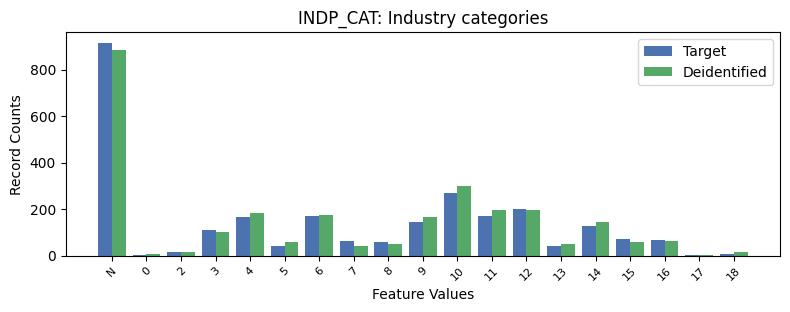 INDP_CAT: Industry categories
Target
Deidentified
Record Counts
800
600
400
200
0
N 0 2 3 4 5 6 7 8 9 10 11 12 13 14 15 16 17 18
Feature Values